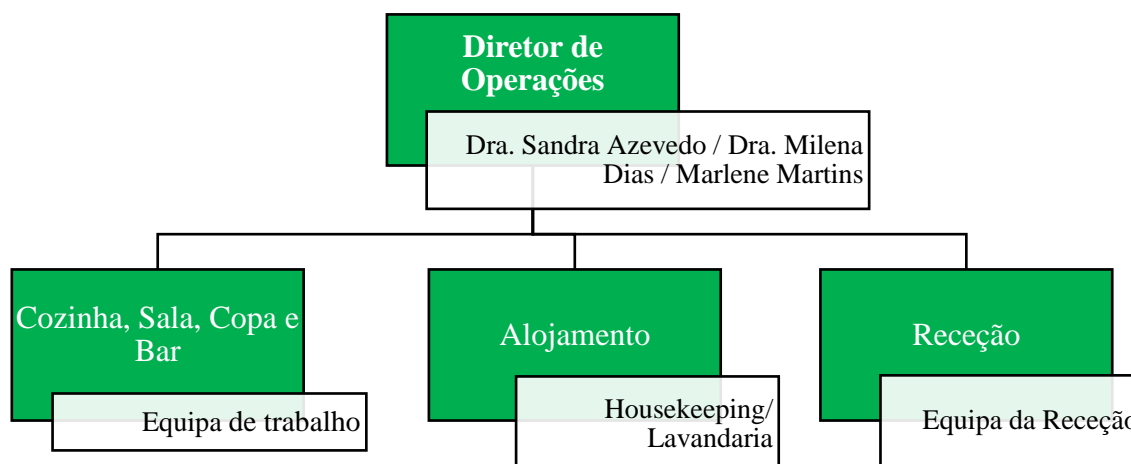 Diretor de
Operações
Dra. Sandra Azevedo / Dra. Milena
Dias / Marlene Martins
Cozinha, Sala, Copa e
Bar
Equipa de trabalho
Alojamento
Housekeeping/
Lavandaria
Receção
Equipa da Receção